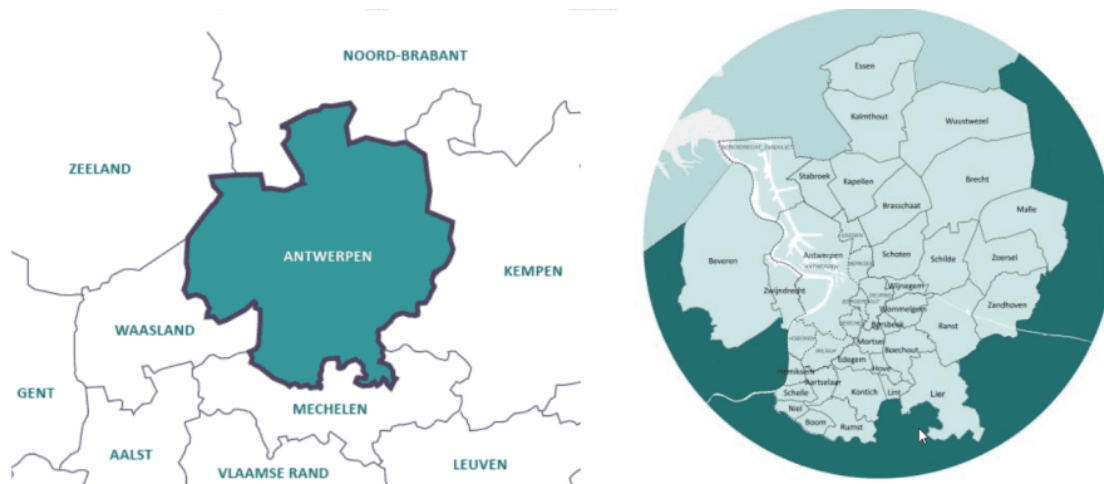 NOORD-BRABANT
ZEELAND
ANTWERPEN
KEMPEN
WAASLAND
GENT
MECHELEN
AALST
VLAAMSE RAND
LEUVEN
Essen
Kalmthout
Wuustwezel
Stabroek
Kapellen
Brecht
Brasschaat
Malle
Beveren
Antwerpen
Schoten
Schilde
Zoersel
Zwijndrecht
Wijnegem
Zandhoven
Wommelgem
Ranst
Borsbeek
Mortsel
Boechout
Edegem
Hove
Hemiksem
Aartselaar
Schelle
Kontich
Lint
Lier
Niel
Boom
Rumst